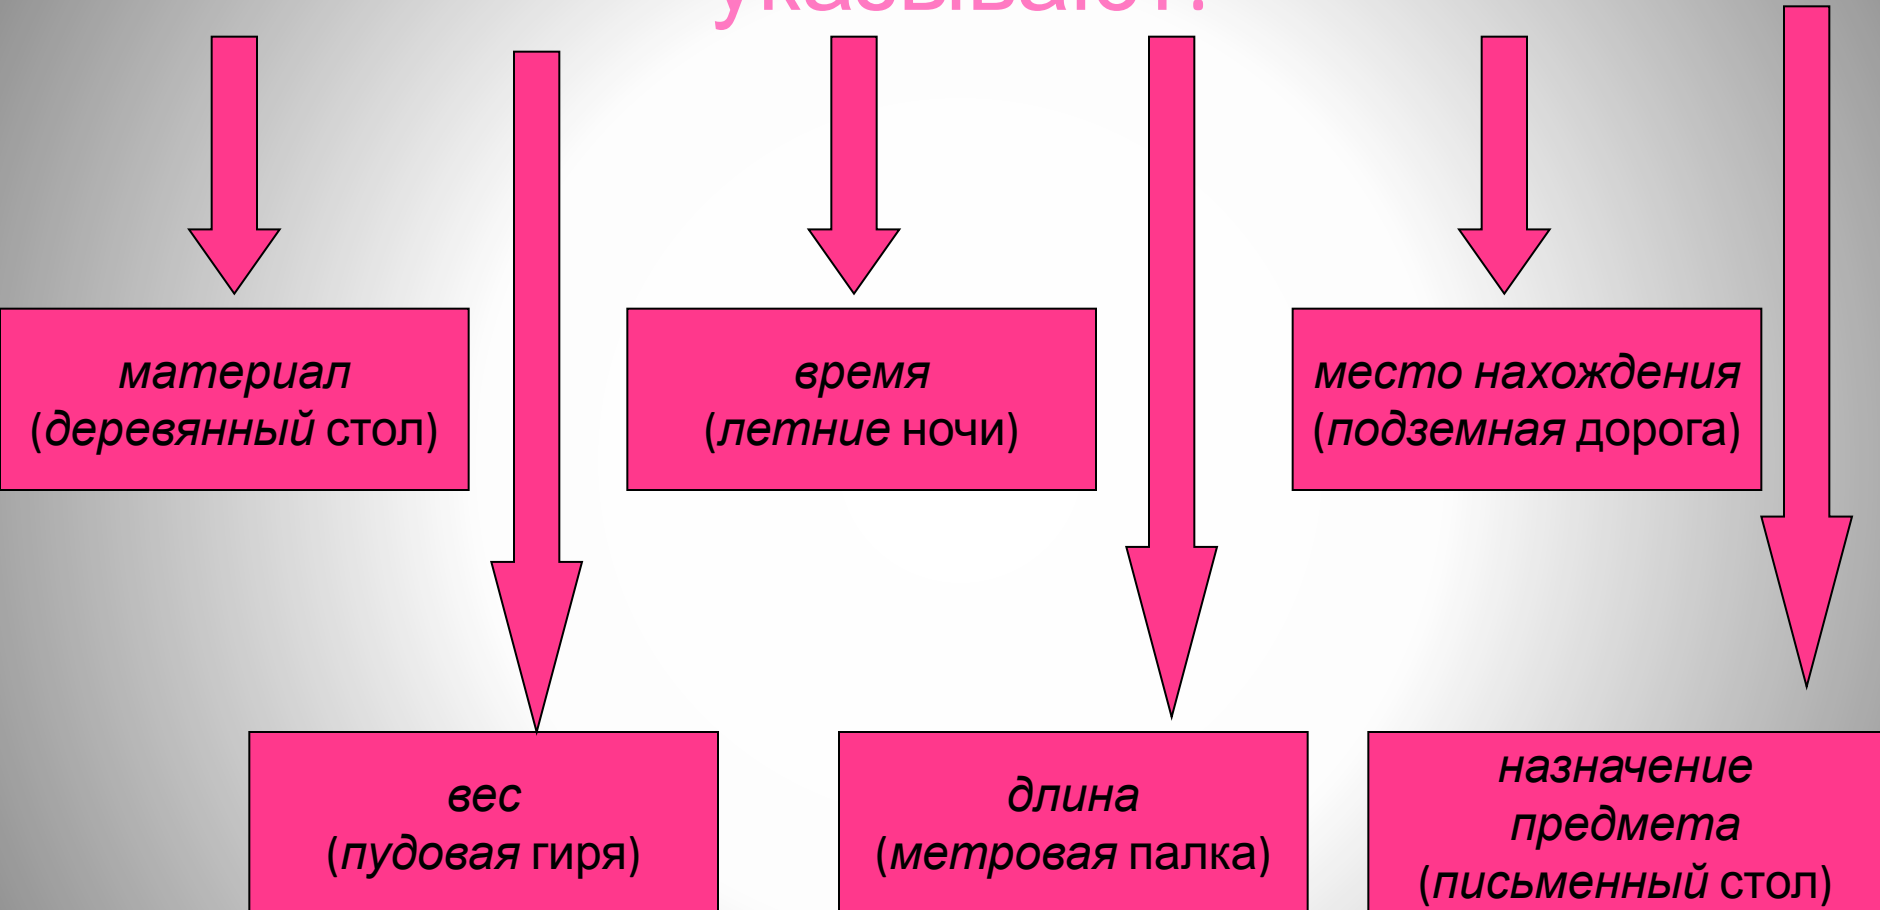 указывают:
материал
(деревянный стол)
время
(летние ночи)
место нахождения
(подземная дорога)
вес
(пудовая гиря)
длина
(метровая палка)
назначение
предмета
(письменный стол)